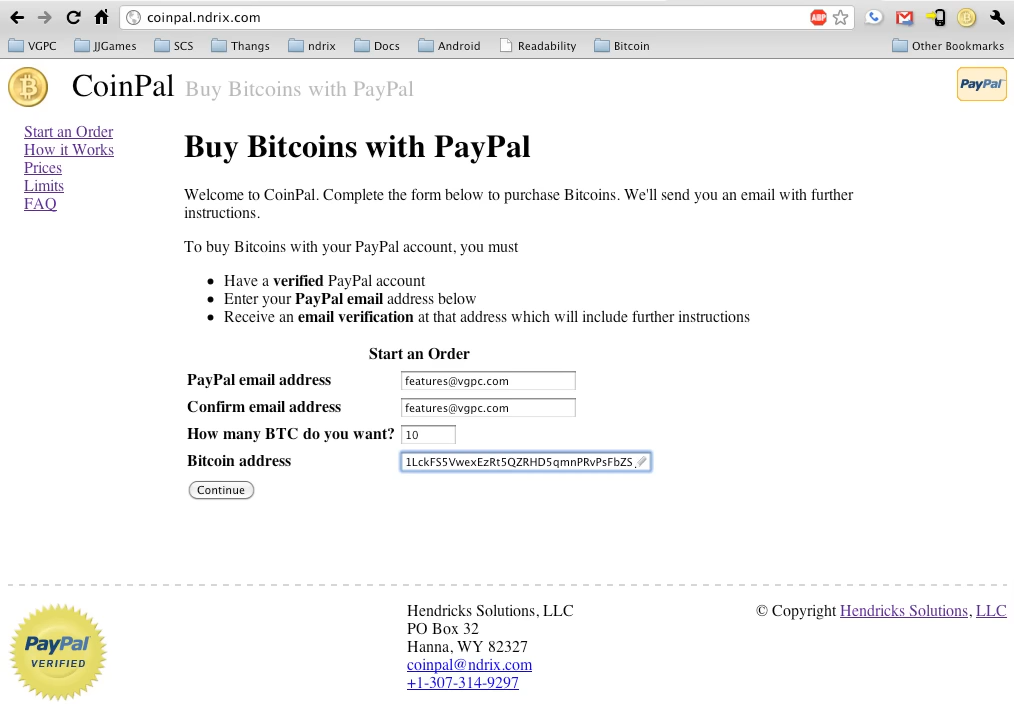 coinpal.ndrix.com
ABP
VGPC JJGames SCS Thangs ndrix Docs Android Readability Bitcoin Other Bookmarks
CoinPal Buy Bitcoins with PayPal
PayPal
Start an Order
How it Works
Prices
Limits
FAQ
Buy Bitcoins with PayPal
Welcome to CoinPal. Complete the form below to purchase Bitcoins. We'll send you an email with further
instructions.
To buy Bitcoins with your PayPal account, you must
• Have a verified PayPal account
• Enter your PayPal email address below
• Receive an email verification at that address which will include further instructions
Start an Order
PayPal email address features@vgpc.com
Confirm email address features@vgpc.com
How many BTC do you want? 10
Bitcoin address 1LckFS5VwexEzRt5QZRHD5qmnPRvPsFbZS
Continue
PayPal
VERIFIED
Hendricks Solutions, LLC
PO Box 32
Hanna, WY 82327
coinpal@ndrix.com
+1-307-314-9297
© Copyright Hendricks Solutions, LLC